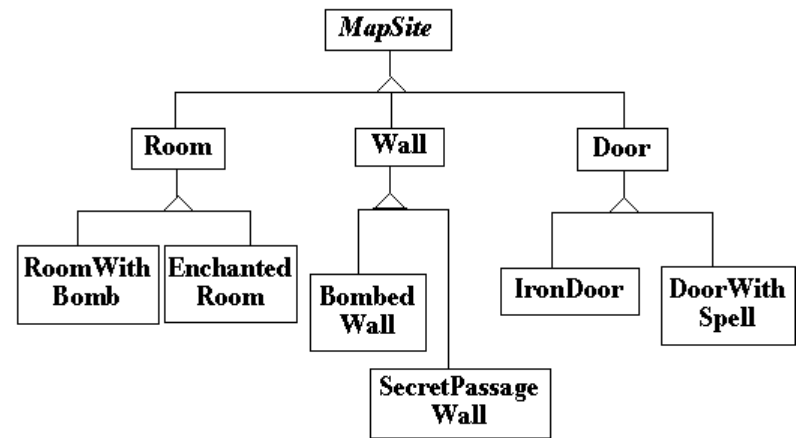 MapSite
Room
Wall
Door
RoomWith
Bomb
Enchanted
Room
Bombed
Wall
SecretPassage
Wall
IronDoor
DoorWith
Spell